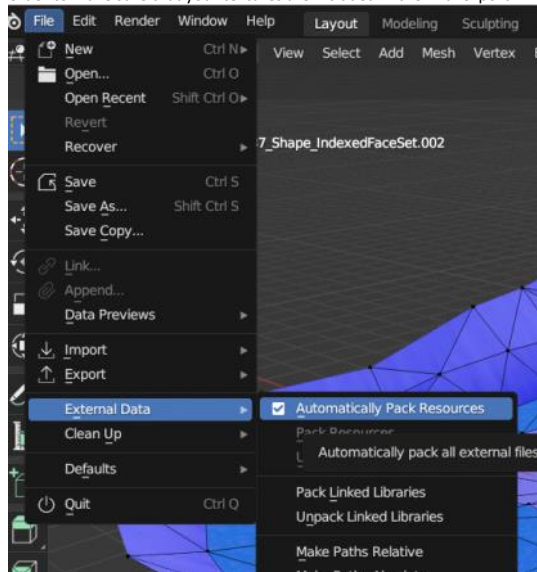 File Edit Render Window Help Layout Modeling Sculpting
New Ctrl N
View Select Add Mesh Vertex
Open... Ctrl O
Open Recent Shift Ctrl O
Revert
Recover
7_Shape_IndexedFaceSet.002
Save Ctrl S
Save As... Shift Ctrl S
Save Copy...
Link...
Append...
Data Previews
Import
Export
External Data
Automatically Pack Resources
Clean Up
Pack Resources
Automatically pack all external files
Defaults
Quit Ctrl Q
Pack Linked Libraries
Unpack Linked Libraries
Make Paths Relative